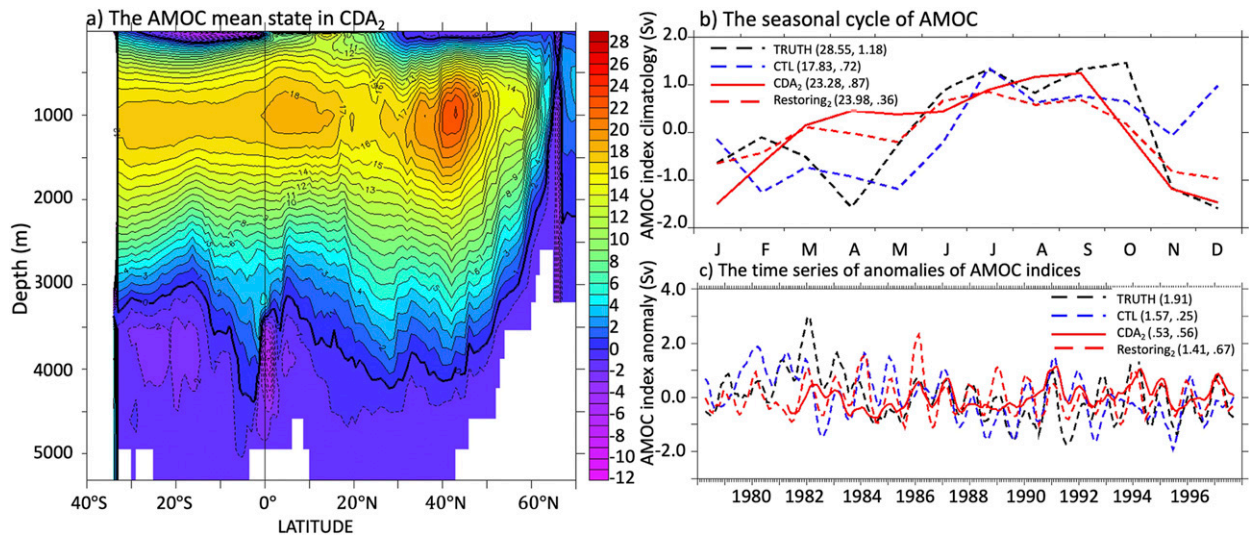 a) The AMOC mean state in CDA₂
28
26
24
22
20
18
16
14
12
10
8
6
4
2
0
-2
-4
-6
-8
-10
-12
Depth (m)
1000
2000
3000
4000
5000
40°S
20°S
0°
20°N
40°N
60°N
LATITUDE
b) The seasonal cycle of AMOC
AMOC index climatology (Sv)
2.0
1.0
0.0
-1.0
-2.0
TRUTH (28.55, 1.18)
CTL (17.83, .72)
CDA₂ (23.28, .87)
Restoring₂ (23.98, .36)
J F M A M J J A S O N D
c) The time series of anomalies of AMOC indices
AMOC index anomaly (Sv)
4.0
2.0
0.0
-2.0
TRUTH (1.91)
CTL (1.57, .25)
CDA₂ (.53, .56)
Restoring₂ (1.41, .67)
1980 1982 1984 1986 1988 1990 1992 1994 1996